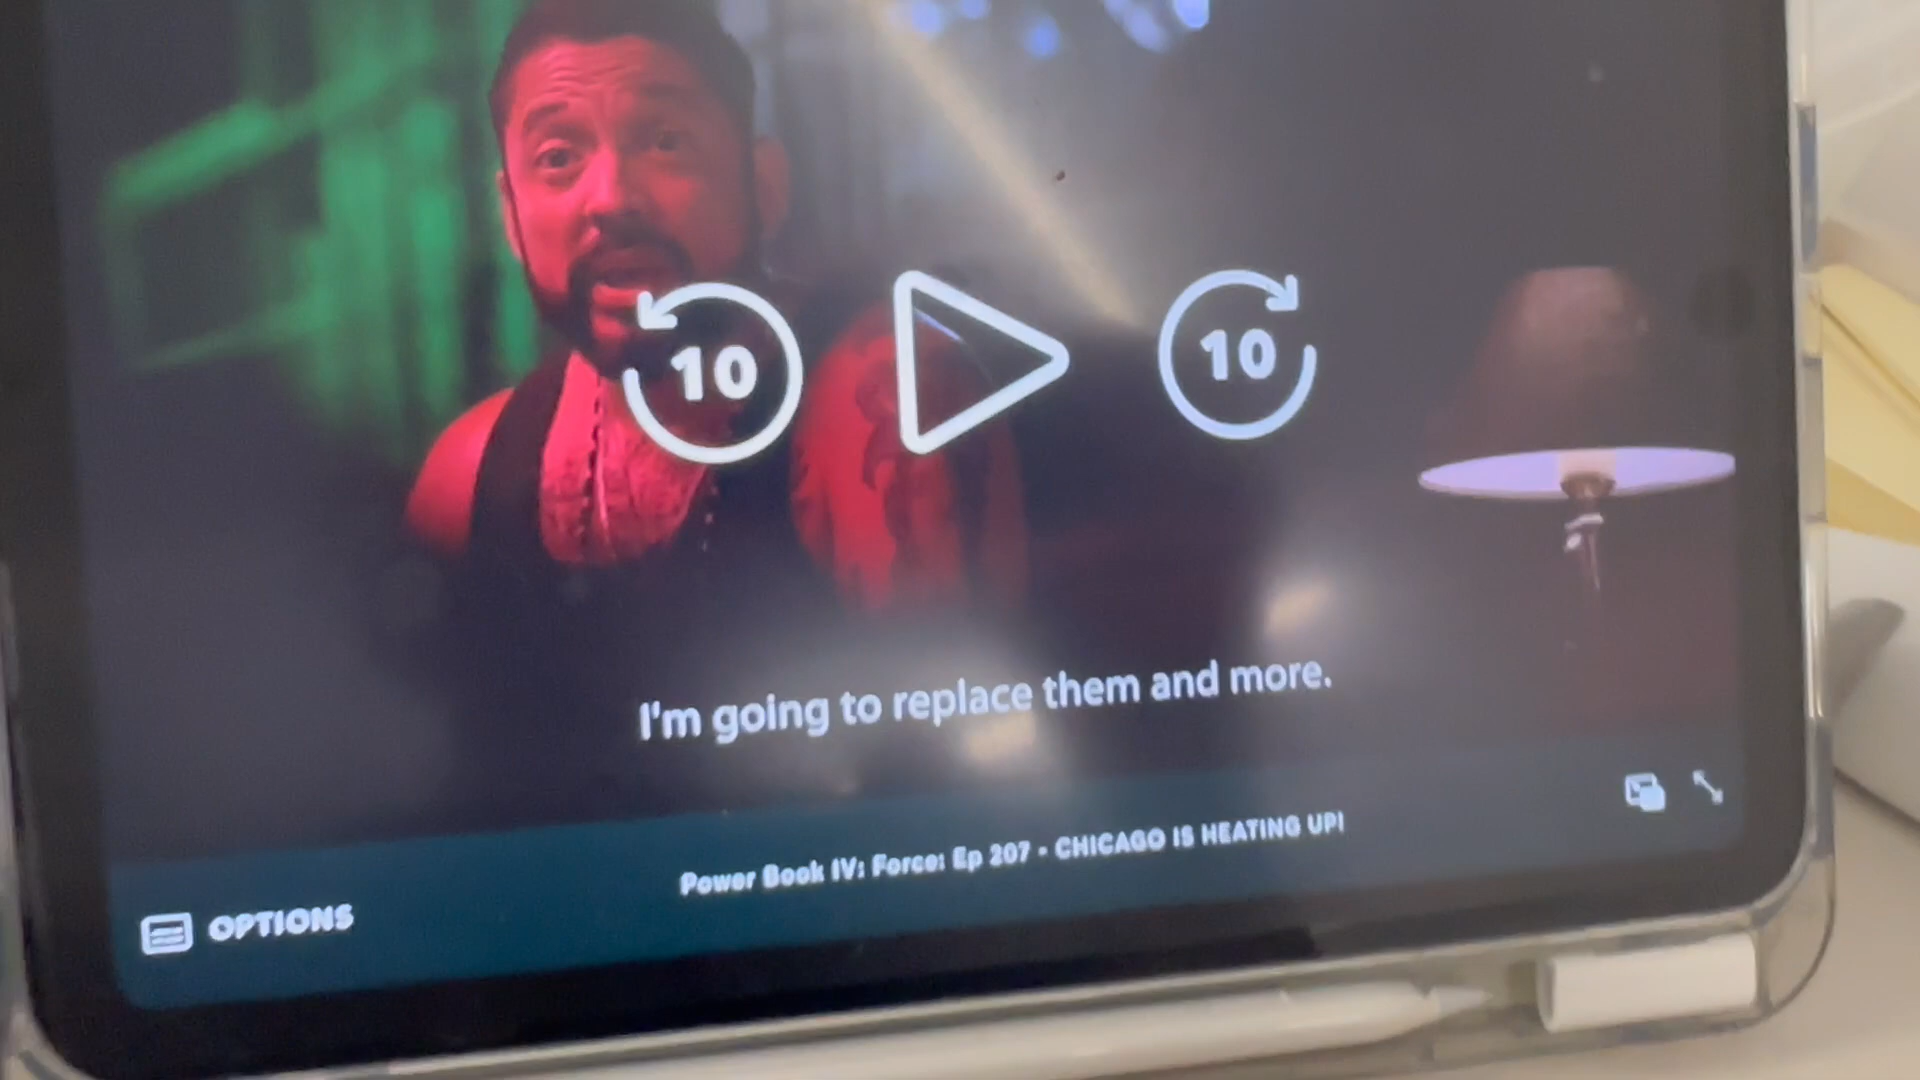 10
10
I'm going to replace them and more.
Power Book IV: Force: Ep 207 - CHICAGO IS HEATING UP!
OPTIONS